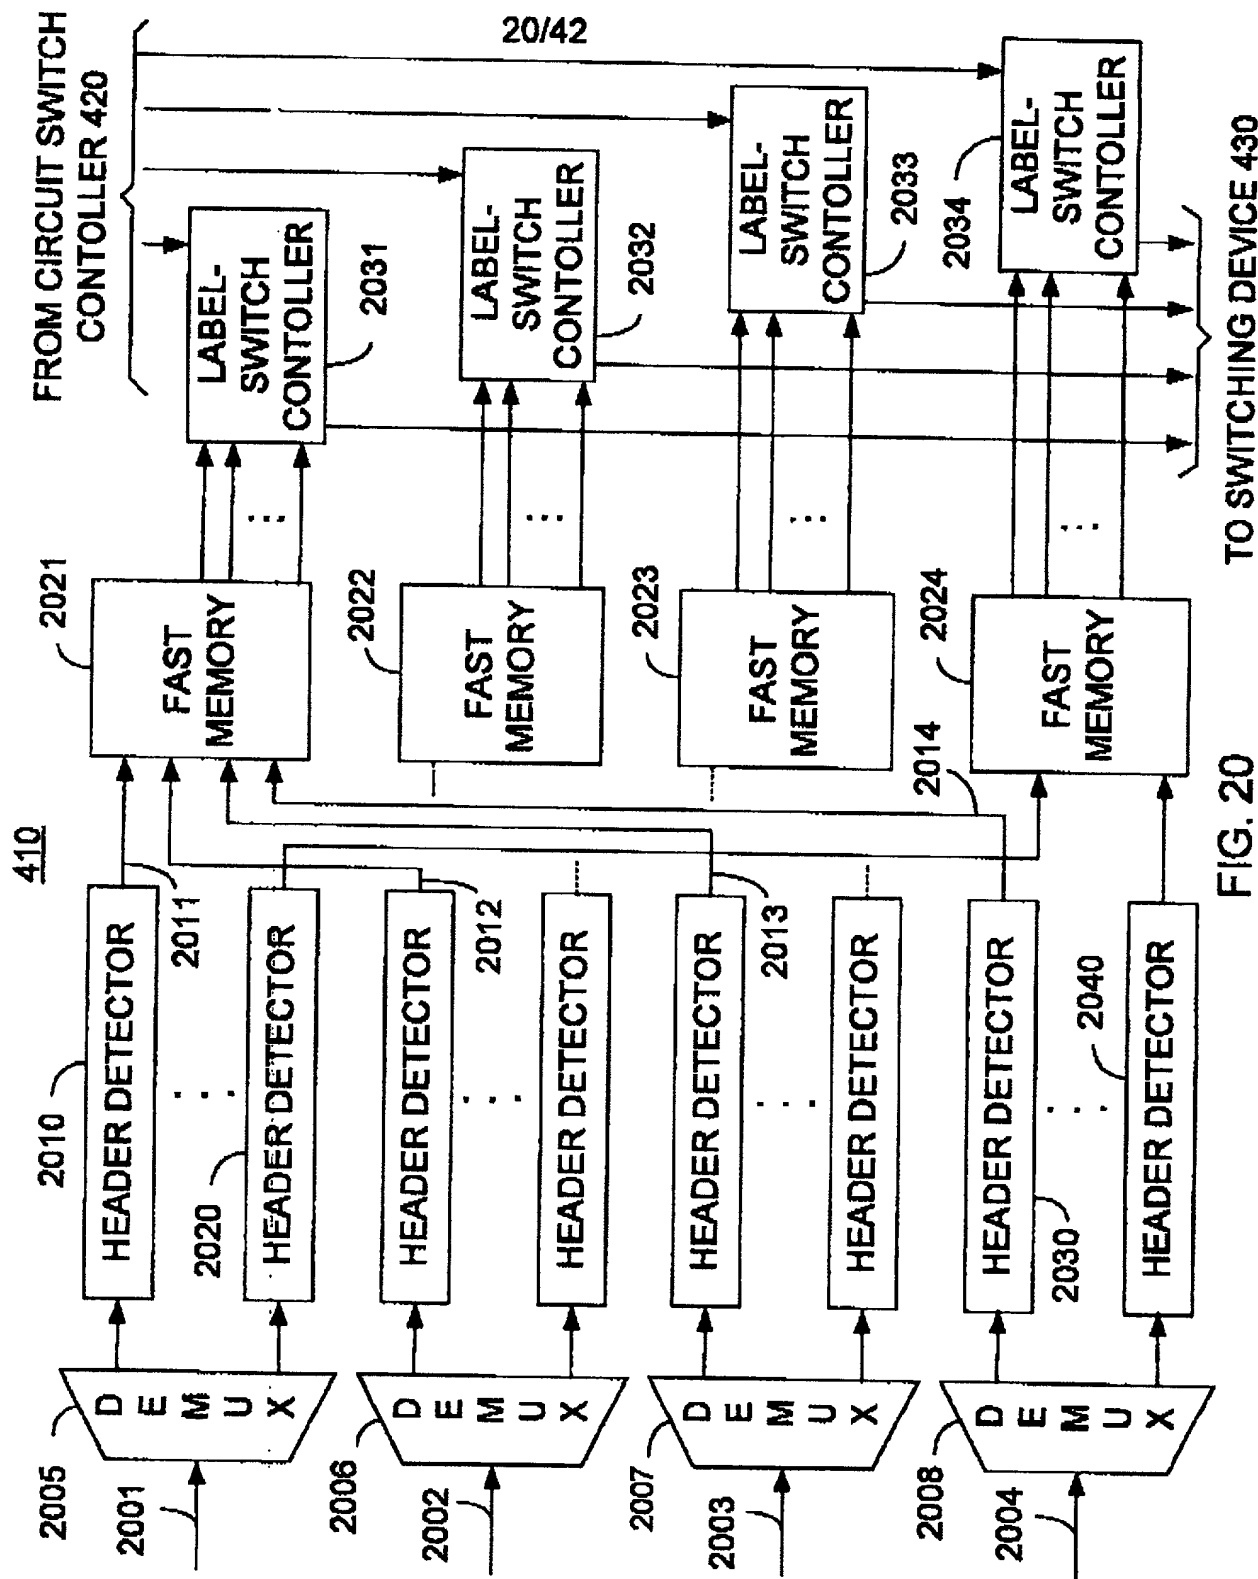 20/42
FROM CIRCUIT SWITCH
CONTOLLER 420
410
2005
DEMUX
2001
2010
HEADER DETECTOR
2011
2020
HEADER DETECTOR
2021
FAST
MEMORY
LABEL-
SWITCH
CONTOLLER
2031
2006
DEMUX
2002
HEADER DETECTOR
2012
HEADER DETECTOR
2022
FAST
MEMORY
LABEL-
SWITCH
CONTOLLER
2032
2007
DEMUX
2003
HEADER DETECTOR
2013
HEADER DETECTOR
2023
FAST
MEMORY
LABEL-
SWITCH
CONTOLLER
2033
2008
DEMUX
2004
HEADER DETECTOR
2030
2014
2040
HEADER DETECTOR
2024
FAST
MEMORY
2034
LABEL-
SWITCH
CONTOLLER
TO SWITCHING DEVICE 430
FIG. 20